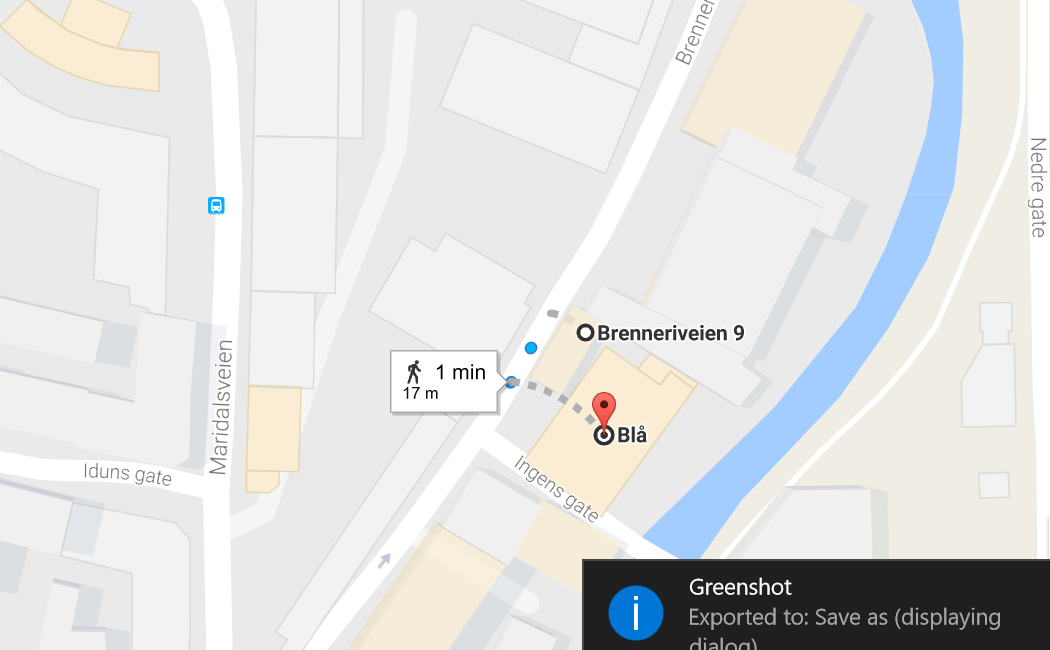 Brenner
Nedre gate
Brenneriveien 9
1 min
17 m
Maridalsveien
Blå
Iduns gate
Ingens gate
Greenshot
Exported to: Save as (displaying
dialog)